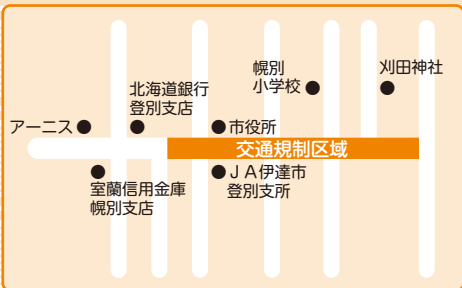 幌別
小学校
刈田神社
北海道銀行
登別支店
アーニス
市役所
交通規制区域
室蘭信用金庫
幌別支店
ＪＡ伊達市
登別支所